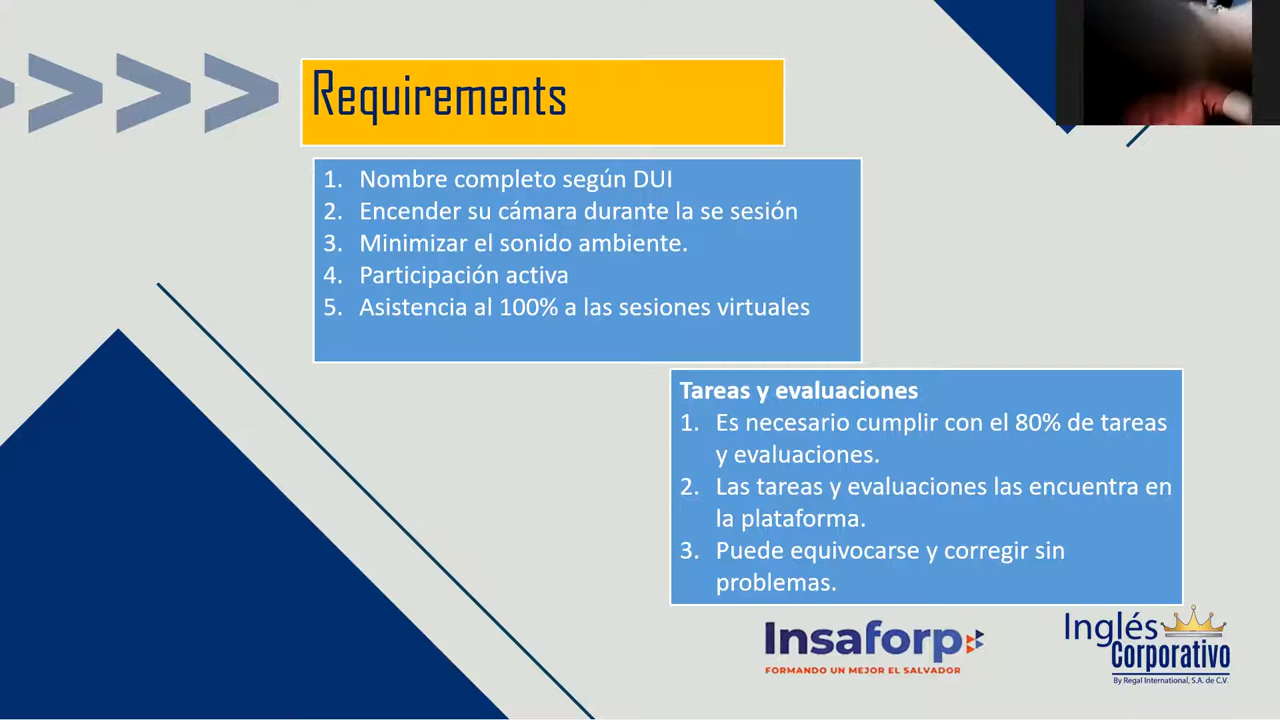 Requirements
1. Nombre completo según DUI
2. Encender su cámara durante la se sesión
3. Minimizar el sonido ambiente.
4. Participación activa
5. Asistencia al 100% a las sesiones virtuales
Tareas y evaluaciones
1. Es necesario cumplir con el 80% de tareas
y evaluaciones.
2. Las tareas y evaluaciones las encuentra en
la plataforma.
3. Puede equivocarse y corregir sin
problemas.
Insaforp
FORMANDO UN MEJOR EL SALVADOR
Inglés
Corporativo
By Regal International, S.A. de C.V.